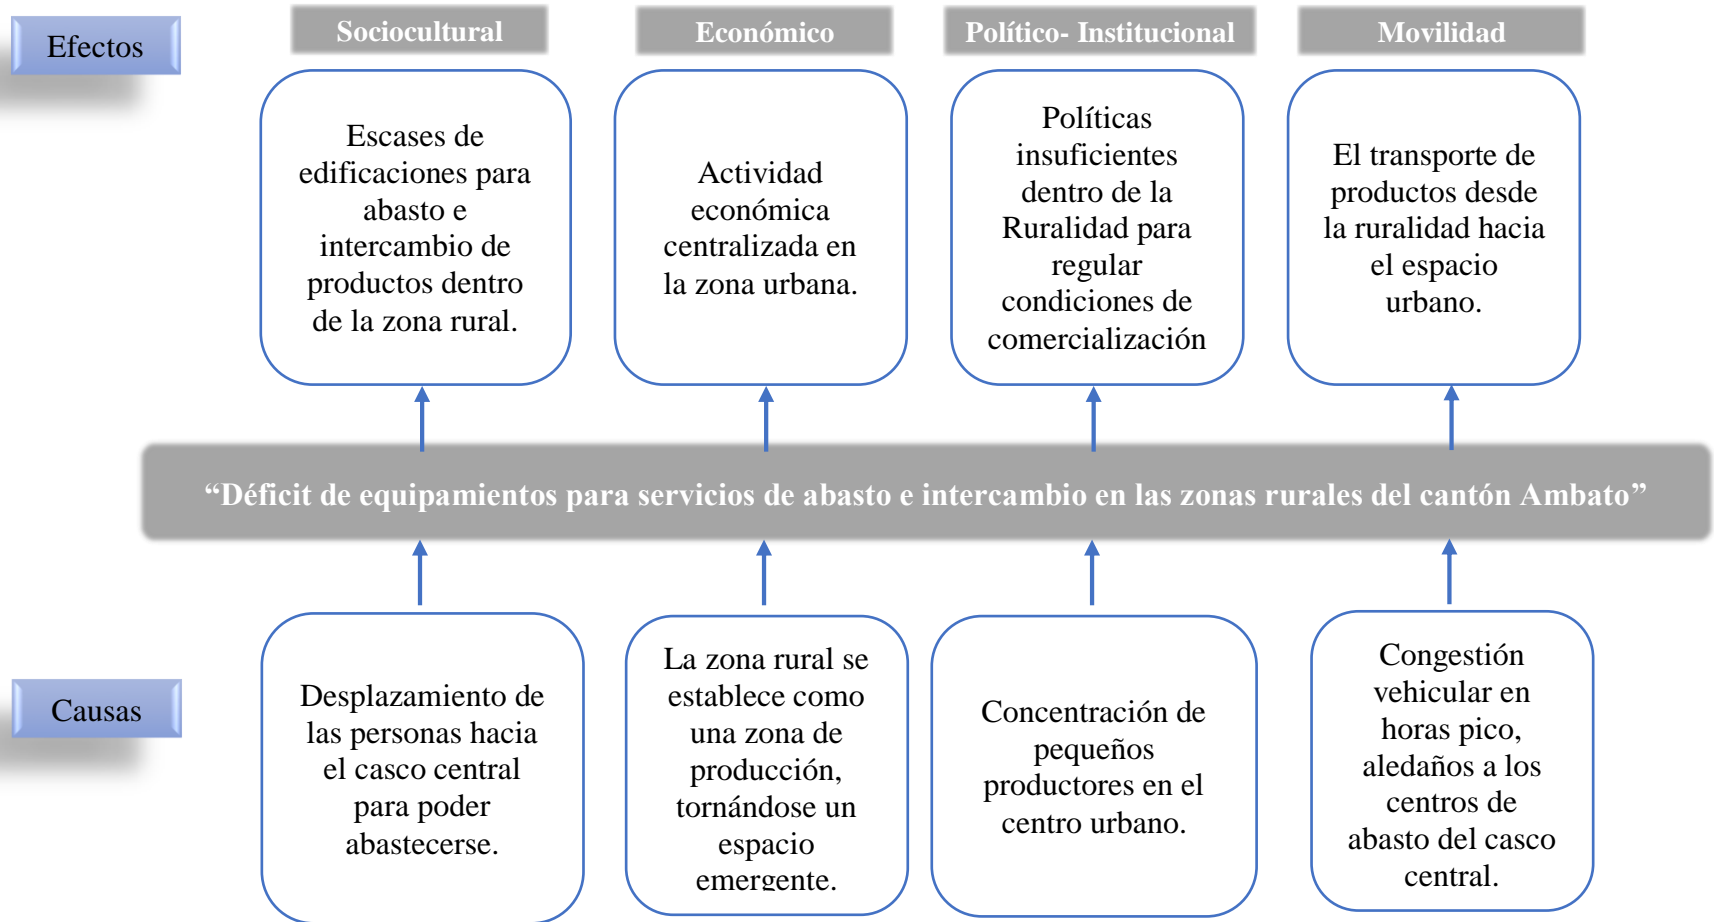 Efectos
Sociocultural
Económico
Político- Institucional
Movilidad
Escases de
edificaciones para
abasto e
intercambio de
productos dentro
de la zona rural.
Actividad
económica
centralizada en
la zona urbana.
Políticas
insuficientes
dentro de la
Ruralidad para
regular
condiciones de
comercialización
El transporte de
productos desde
la ruralidad hacia
el espacio
urbano.
“Déficit de equipamientos para servicios de abasto e intercambio en las zonas rurales del cantón Ambato”
Causas
Desplazamiento de
las personas hacia
el casco central
para poder
abastecerse.
La zona rural se
establece como
una zona de
producción,
tornándose un
espacio
emergente.
Concentración de
pequeños
productores en el
centro urbano.
Congestión
vehicular en
horas pico,
aledaños a los
centros de
abasto del casco
central.